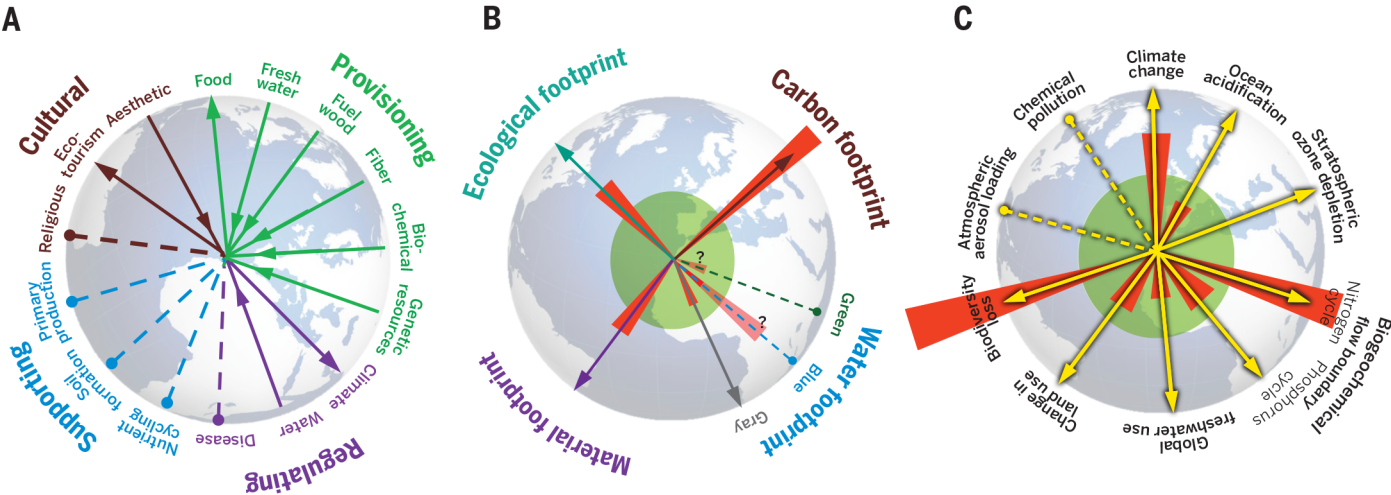 A
Cultural
Provisioning
Supporting
Regulating
Food
Fresh
water
Fuel
wood
Fiber
Bio-
chemical
Genetic
resources
Climate
Water
Disease
Nutrient
cycling
Soil
formation
Primary
production
Religious
Eco-
tourism
Aesthetic
B
Ecological footprint
Carbon footprint
Water footprint
Material footprint
?
?
Green
Blue
Gray
C
Climate
change
Ocean
acidification
Stratospheric
ozone depletion
Nitrogen
cycle
Biogeochemical
flow boundary
Phosphorus
cycle
Global
freshwater use
Change in
land use
Biodiversity
loss
Atmospheric
aerosol loading
Chemical
pollution